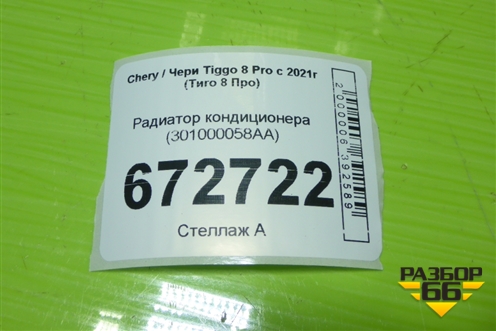 Chery / Чери Tiggo 8 Pro с 2021г
(Тиго 8 Про)
Радиатор кондиционера
(301000058AA)
672722
Стеллаж А
2000006392589
РАЗБОР
66